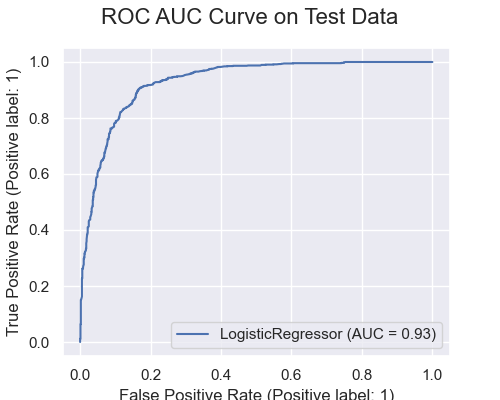 ROC AUC Curve on Test Data
True Positive Rate (Positive label: 1)
1.0
0.8
0.6
0.4
0.2
0.0
LogisticRegressor (AUC = 0.93)
0.0 0.2 0.4 0.6 0.8 1.0
False Positive Rate (Positive label: 1)